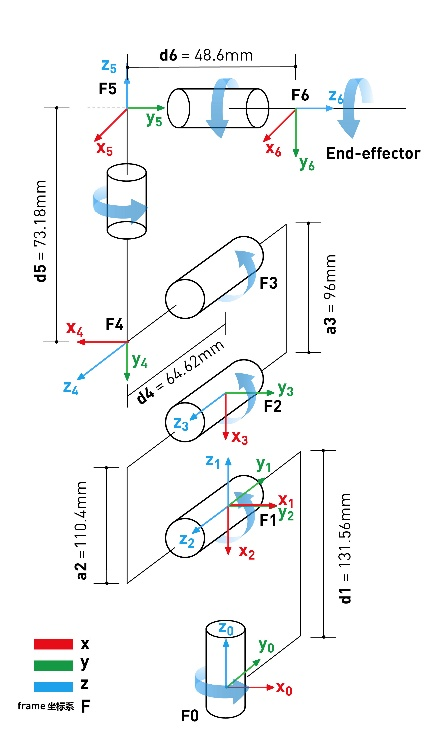 d6 = 48.6mm
z5
F5
y5
x5
F6
z6
x6
y6
End-effector
d5 = 73.18mm
a3 = 96mm
F3
x4
F4
y4
z4
d4 = 64.62mm
y3
z3
F2
x3
z1
y1
x1
F1
y2
z2
x2
a2 = 110.4mm
d1 = 131.56mm
z0
y0
x0
F0
x
y
z
frame 坐标系 F